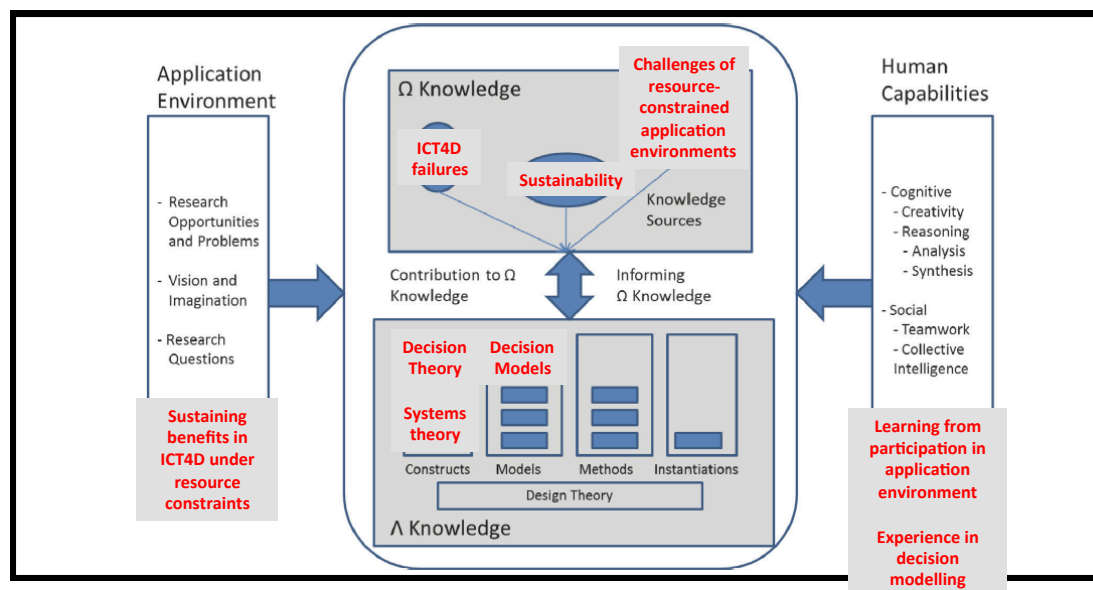 Application
Environment
- Research
Opportunities
and Problems
- Vision and
Imagination
- Research
Questions
Sustaining
benefits in
ICT4D under
resource
constraints
Ω Knowledge
ICT4D
failures
Sustainability
Challenges of
resource-
constrained
application
environments
Knowledge
Sources
Contribution to Ω
Knowledge
Informing
Ω Knowledge
Decision
Theory
Systems
theory
Decision
Models
Constructs
Models
Methods
Instantiations
Design Theory
Λ Knowledge
Human
Capabilities
- Cognitive
- Creativity
- Reasoning
- Analysis
- Synthesis
- Social
- Teamwork
- Collective
Intelligence
Learning from
participation in
application
environment
Experience in
decision
modelling